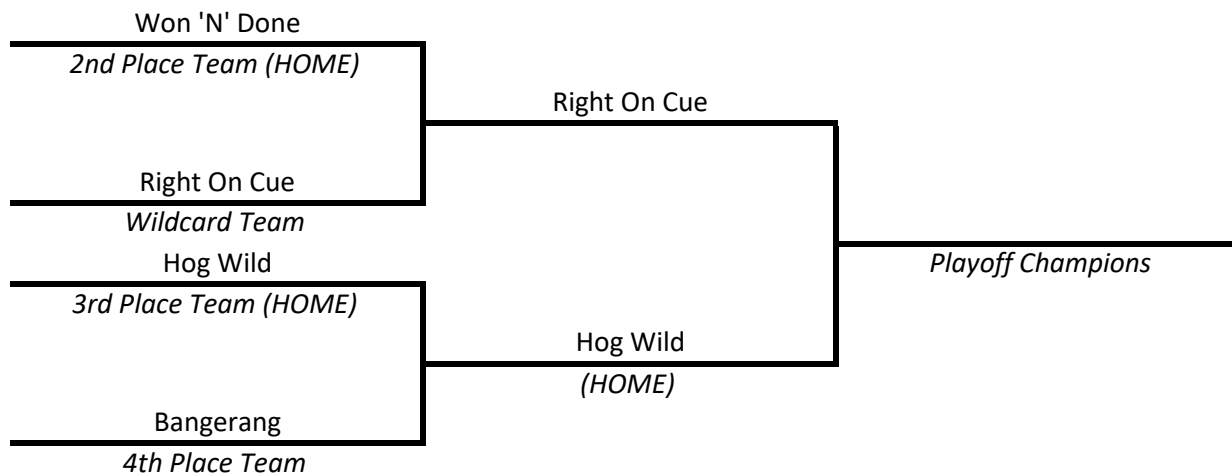 Won 'N' Done
2nd Place Team (HOME)
Right On Cue
Right On Cue
Wildcard Team
Hog Wild
Playoff Champions
3rd Place Team (HOME)
Hog Wild
(HOME)
Bangerang
4th Place Team